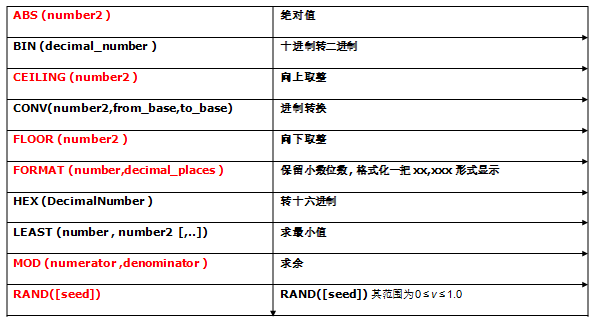 ABS (number2 ) 绝对值
BIN (decimal_number ) 十进制转二进制
CEILING (number2 ) 向上取整
CONV(number2,from_base,to_base) 进制转换
FLOOR (number2 ) 向下取整
FORMAT (number,decimal_places ) 保留小数位数，格式化一把 xx,xxx 形式显示
HEX (DecimalNumber ) 转十六进制
LEAST (number , number2 [,..]) 求最小值
MOD (numerator ,denominator ) 求余
RAND([seed]) RAND([seed]) 其范围为 0 ≤ v ≤ 1.0